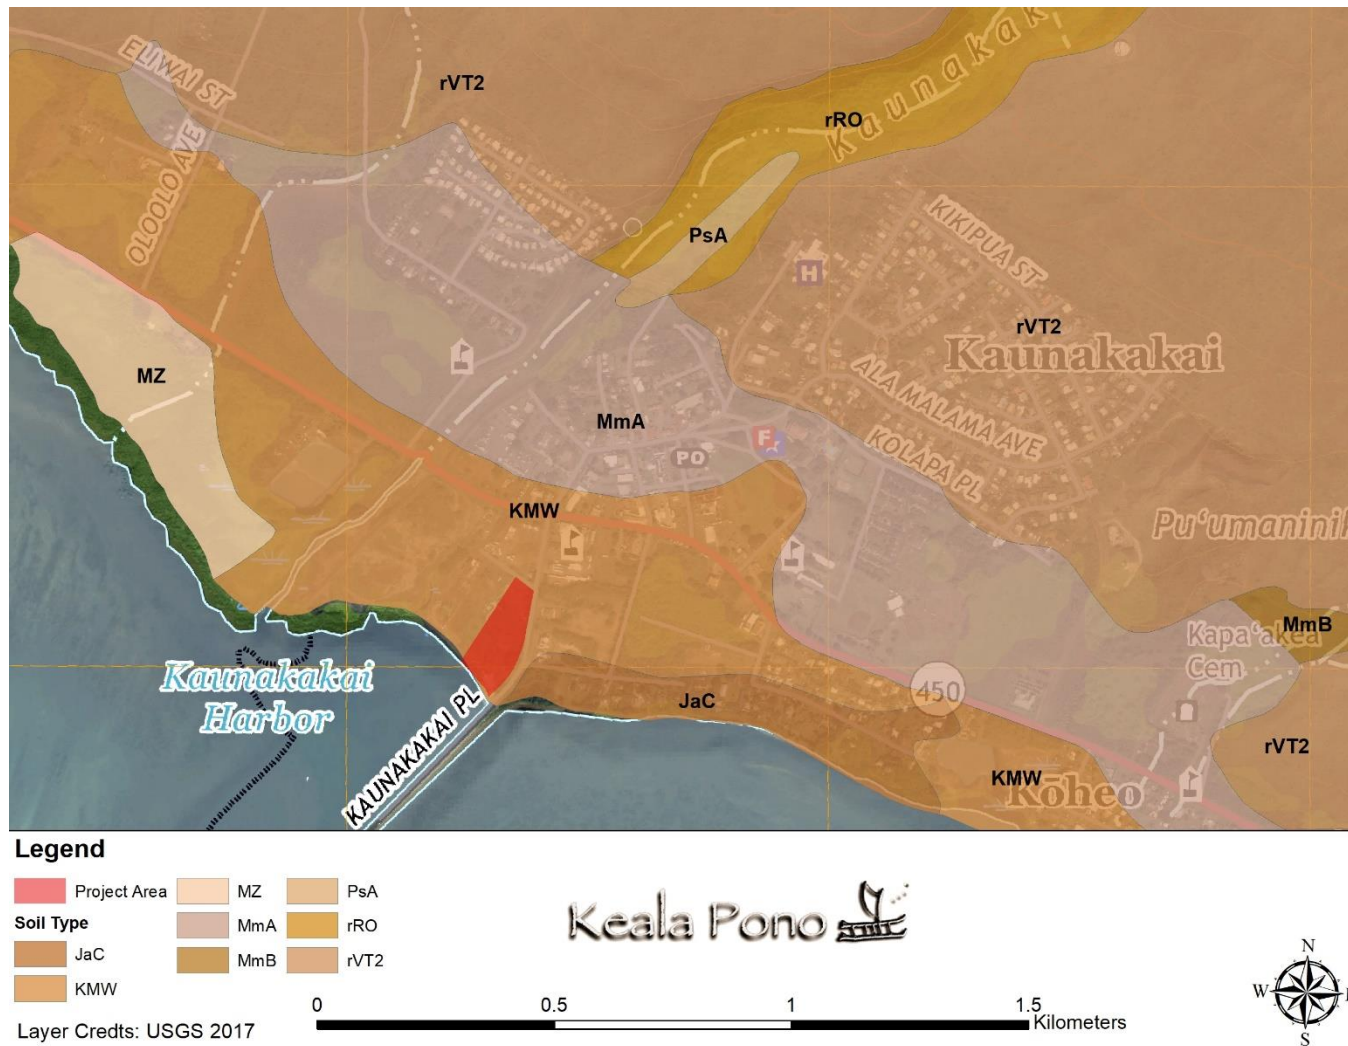 ELIWAI ST
rVT2
Kaunakak
rRO
OLOOLO AVE
PsA
KIKIPUA ST
H
rVT2
Kaunakakai
MZ
ALA MALAMA AVE
MmA
F
KOLAPA PL
PO
KMW
Pu‘umaninik
MmB
Kapa‘akea
Cem
Kaunakakai
Harbor
450
JaC
KAUNAKAKAI PL
rVT2
KMW
Kōheo
Legend
Project Area
MZ
PsA
Soil Type
MmA
rRO
JaC
MmB
rVT2
KMW
Keala Pono
N
W
S
0
0.5
1
1.5
Kilometers
Layer Credts: USGS 2017